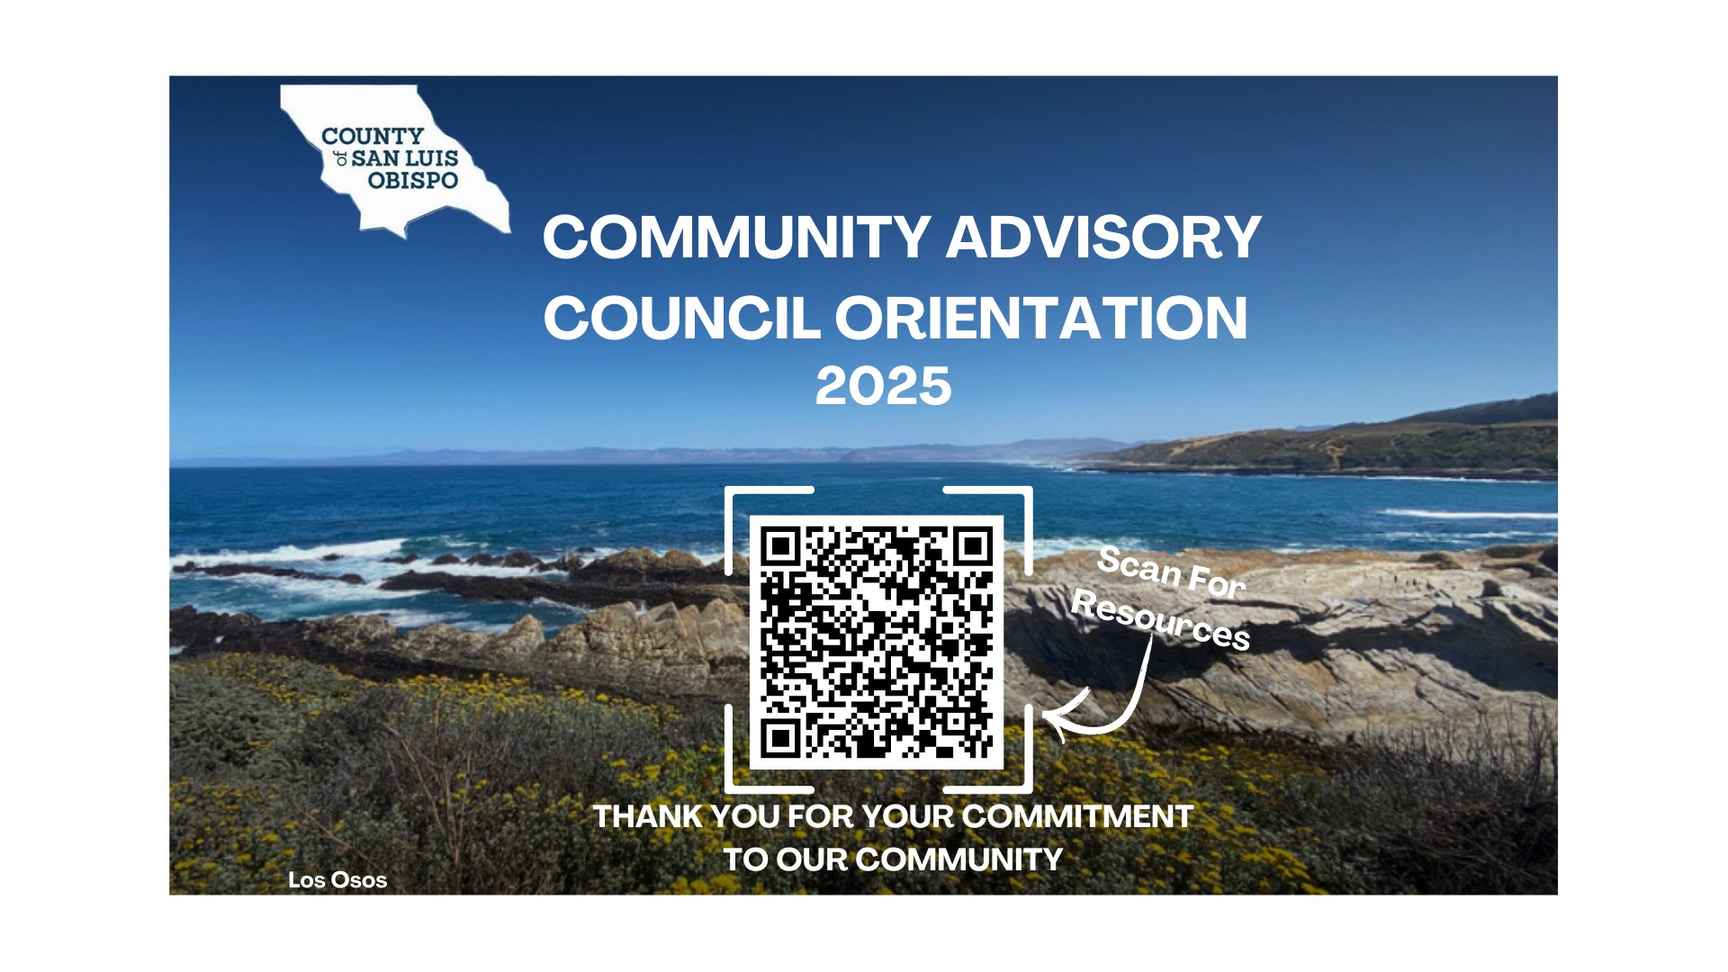 COUNTY
of SAN LUIS
OBISPO
COMMUNITY ADVISORY
COUNCIL ORIENTATION
2025
Scan For
Resources
THANK YOU FOR YOUR COMMITMENT
TO OUR COMMUNITY
Los Osos